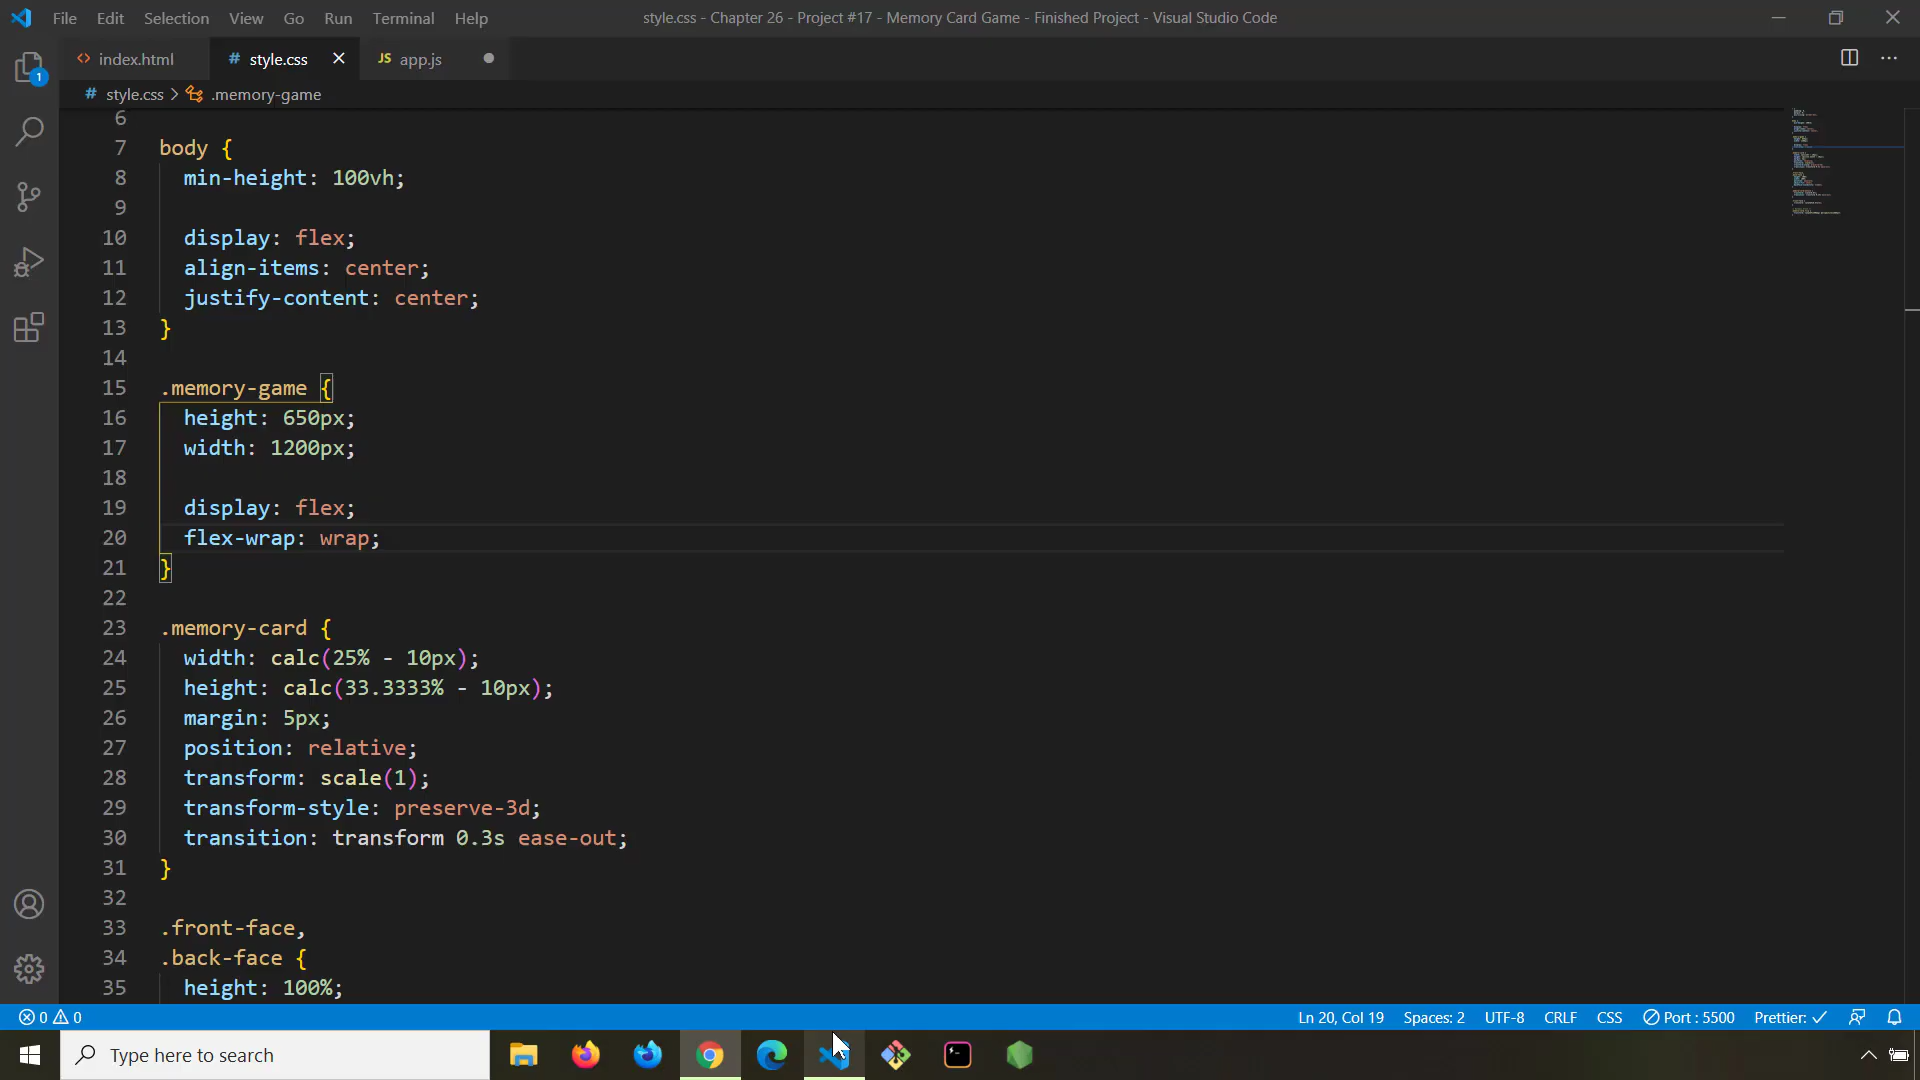 File Edit Selection View Go Run Terminal Help
style.css - Chapter 26 - Project #17 - Memory Card Game - Finished Project - Visual Studio Code
<> index.html # style.css JS app.js
# style.css > .memory-game
1
6
7 body {
8 min-height: 100vh;
9
10 display: flex;
11 align-items: center;
12 justify-content: center;
13 }
14
15 .memory-game {
16 height: 650px;
17 width: 1200px;
18
19 display: flex;
20 flex-wrap: wrap;
21 }
22
23 .memory-card {
24 width: calc(25% - 10px);
25 height: calc(33.3333% - 10px);
26 margin: 5px;
27 position: relative;
28 transform: scale(1);
29 transform-style: preserve-3d;
30 transition: transform 0.3s ease-out;
31 }
32
33 .front-face,
34 .back-face {
35 height: 100%;
0 0 Ln 20, Col 19 Spaces: 2 UTF-8 CRLF CSS Port : 5500 Prettier: ✓
Type here to search